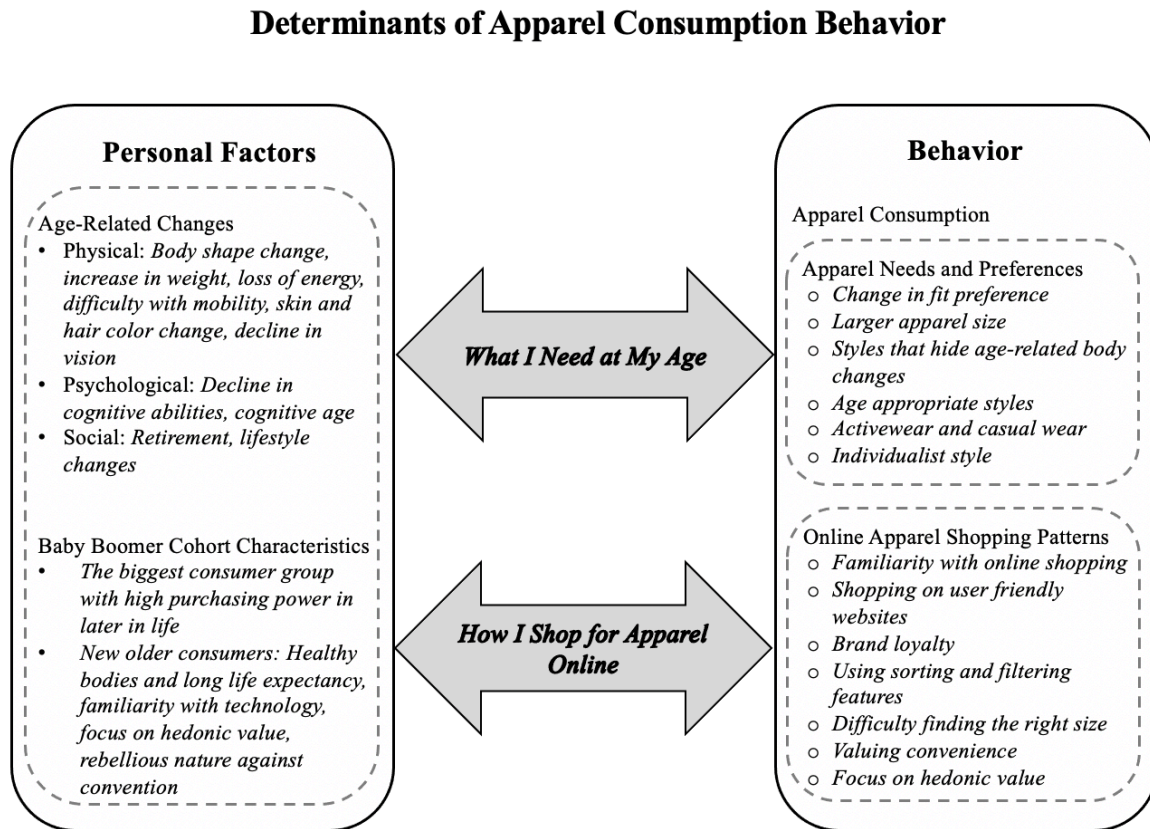 Determinants of Apparel Consumption Behavior
Personal Factors
Age-Related Changes
• Physical: Body shape change,
increase in weight, loss of energy,
difficulty with mobility, skin and
hair color change, decline in
vision
• Psychological: Decline in
cognitive abilities, cognitive age
• Social: Retirement, lifestyle
changes
Baby Boomer Cohort Characteristics
• The biggest consumer group
with high purchasing power in
later in life
• New older consumers: Healthy
bodies and long life expectancy,
familiarity with technology,
focus on hedonic value,
rebellious nature against
convention
What I Need at My Age
How I Shop for Apparel
Online
Behavior
Apparel Consumption
Apparel Needs and Preferences
○ Change in fit preference
○ Larger apparel size
○ Styles that hide age-related body
changes
○ Age appropriate styles
○ Activewear and casual wear
○ Individualist style
Online Apparel Shopping Patterns
○ Familiarity with online shopping
○ Shopping on user friendly
websites
○ Brand loyalty
○ Using sorting and filtering
features
○ Difficulty finding the right size
○ Valuing convenience
○ Focus on hedonic value